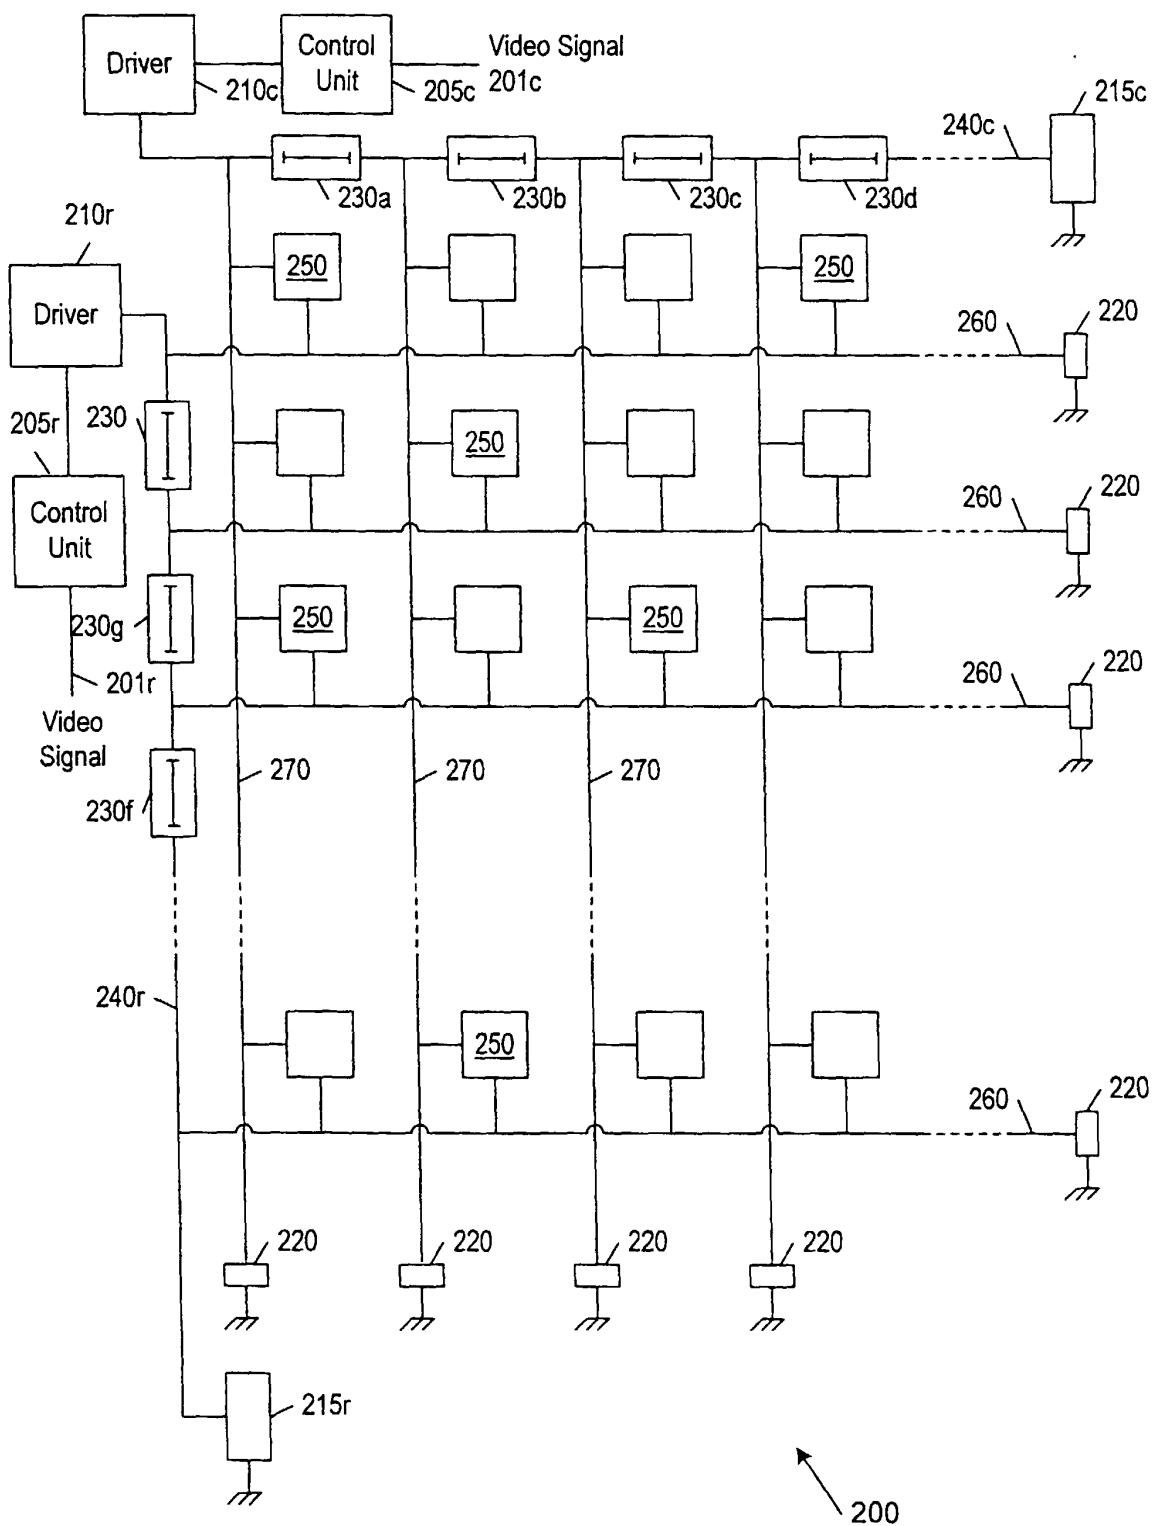 Driver
210c
Control
Unit
205c
Video Signal
201c
215c
240c
230a
230b
230c
230d
210r
Driver
250
250
260
220
205r
230
250
260
220
Control
Unit
230g
250
250
260
220
201r
Video
Signal
230f
270
270
270
240r
250
260
220
220
220
220
220
215r
200